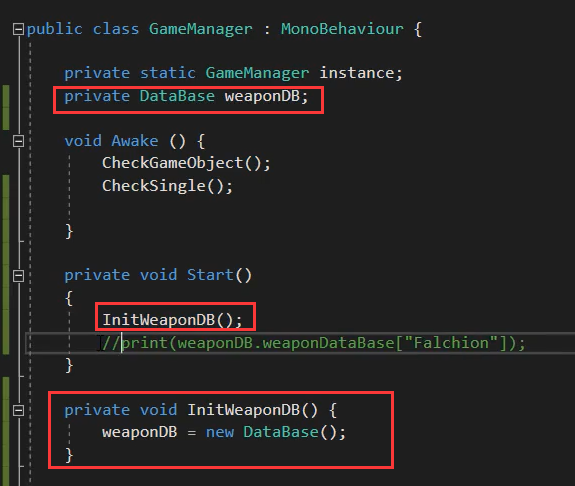 public class GameManager : MonoBehaviour {
private static GameManager instance;
private DataBase weaponDB;
void Awake () {
CheckGameObject();
CheckSingle();
}
private void Start()
{
InitWeaponDB();
//print(weaponDB.weaponDataBase["Falchion"]);
}
private void InitWeaponDB() {
weaponDB = new DataBase();
}